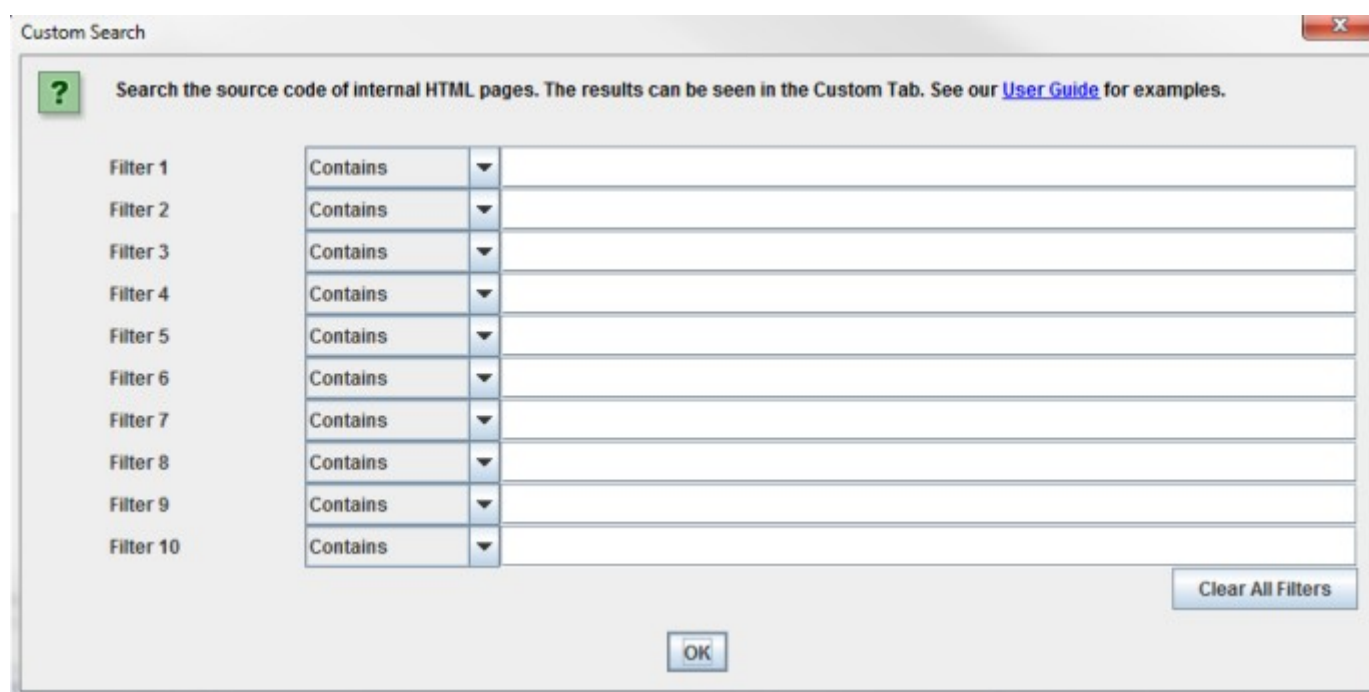 Custom Search
Search the source code of internal HTML pages. The results can be seen in the Custom Tab. See our User Guide for examples.
Filter 1 Contains
Filter 2 Contains
Filter 3 Contains
Filter 4 Contains
Filter 5 Contains
Filter 6 Contains
Filter 7 Contains
Filter 8 Contains
Filter 9 Contains
Filter 10 Contains
Clear All Filters
OK